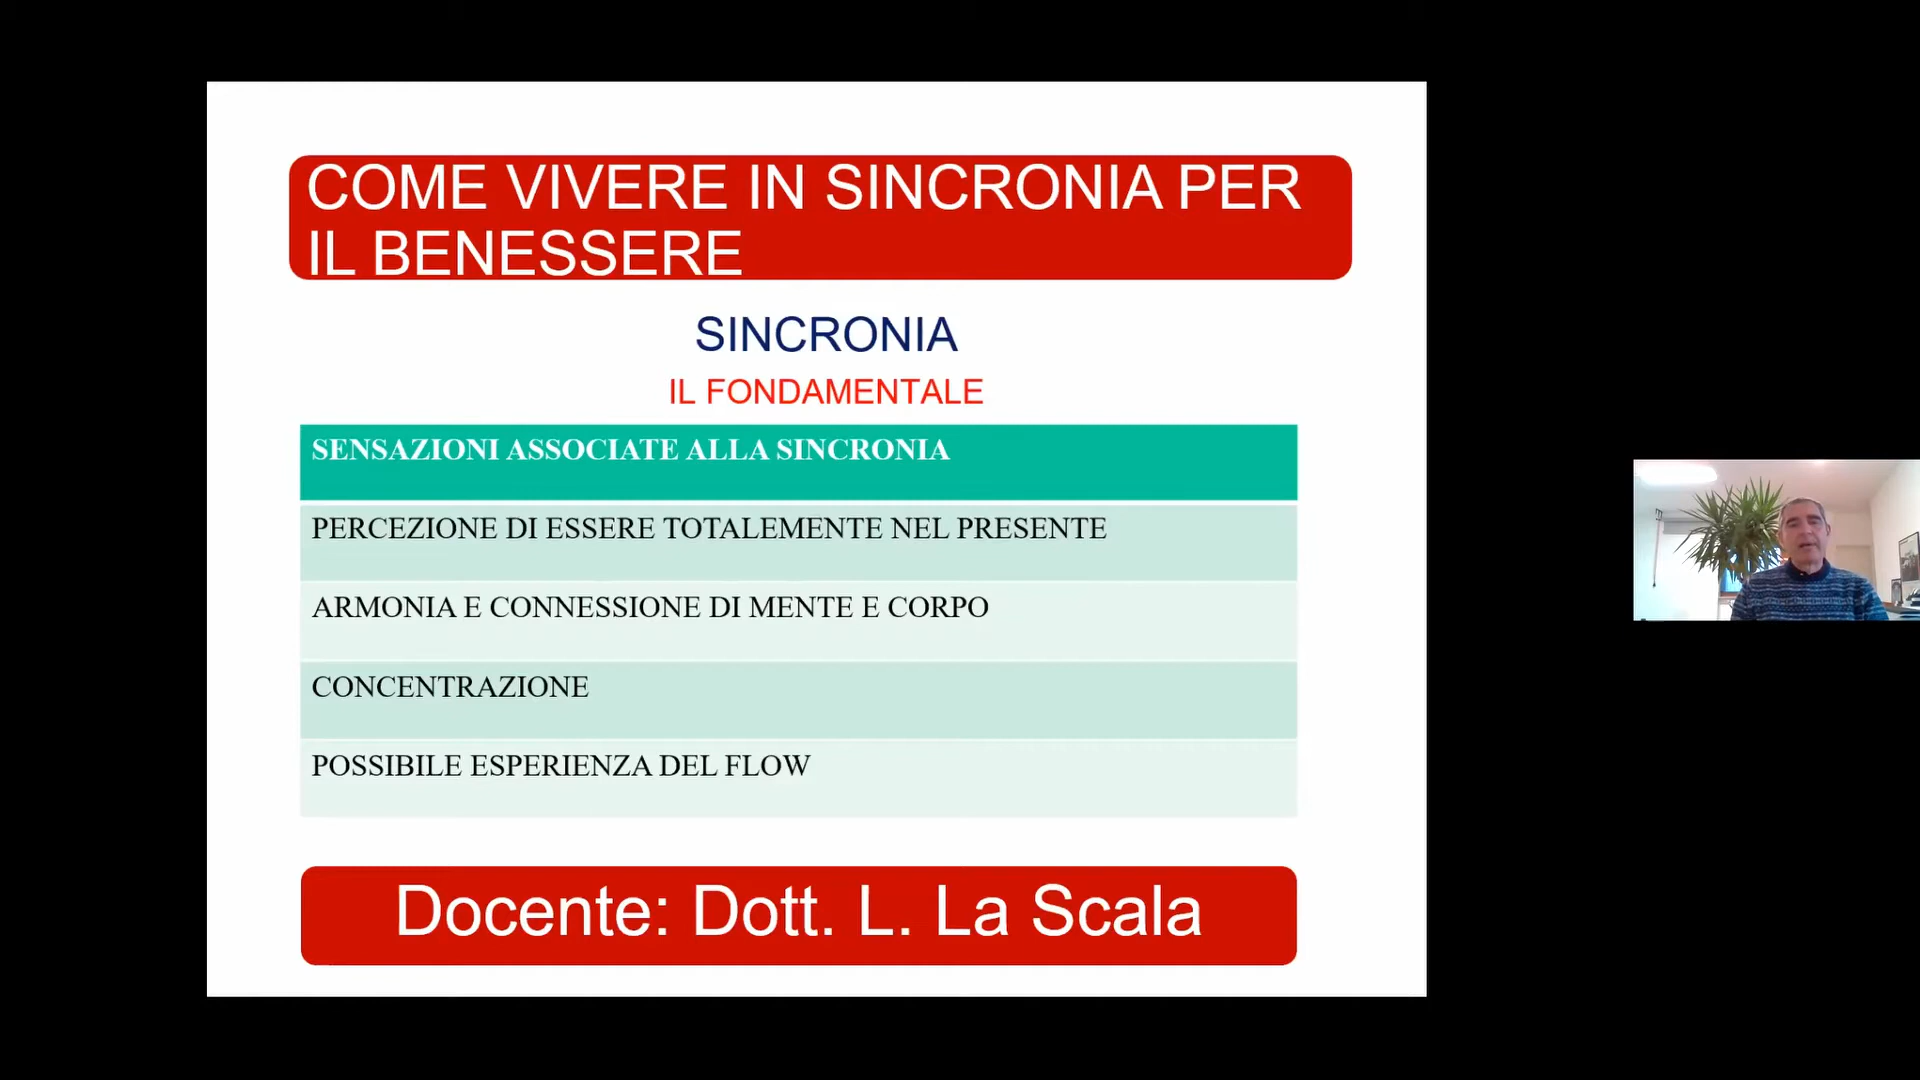 COME VIVERE IN SINCRONIA PER
IL BENESSERE
SINCRONIA
IL FONDAMENTALE
SENSAZIONI ASSOCIATE ALLA SINCRONIA
PERCEZIONE DI ESSERE TOTALEMENTE NEL PRESENTE
ARMONIA E CONNESSIONE DI MENTE E CORPO
CONCENTRAZIONE
POSSIBILE ESPERIENZA DEL FLOW
Docente: Dott. L. La Scala